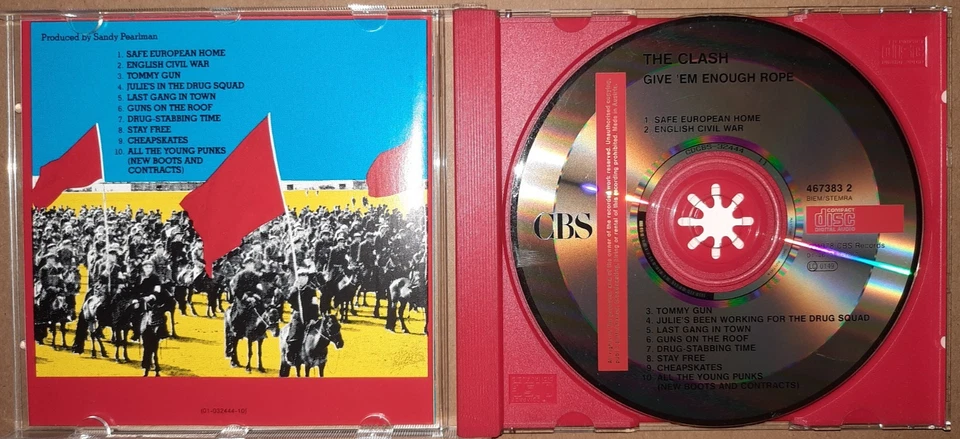 Produced by Sandy Pearlman
1. SAFE EUROPEAN HOME
2. ENGLISH CIVIL WAR
3. TOMMY GUN
4. JULIE'S IN THE DRUG SQUAD
5. LAST GANG IN TOWN
6. GUNS ON THE ROOF
7. DRUG-STABBING TIME
8. STAY FREE
9. CHEAPSKATES
10. ALL THE YOUNG PUNKS
(NEW BOOTS AND
CONTRACTS)
THE CLASH
GIVE 'EM ENOUGH ROPE
1. SAFE EUROPEAN HOME
2. ENGLISH CIVIL WAR
CBS
467383 2
BIEM/STEMRA
COMPACT
disc
DIGITAL AUDIO
CBS Records
3. TOMMY GUN
4. JULIE'S BEEN WORKING FOR THE DRUG SQUAD
5. LAST GANG IN TOWN
6. GUNS ON THE ROOF
7. DRUG-STABBING TIME
8. STAY FREE
9. CHEAPSKATES
10. ALL THE YOUNG PUNKS
(NEW BOOTS AND CONTRACTS)